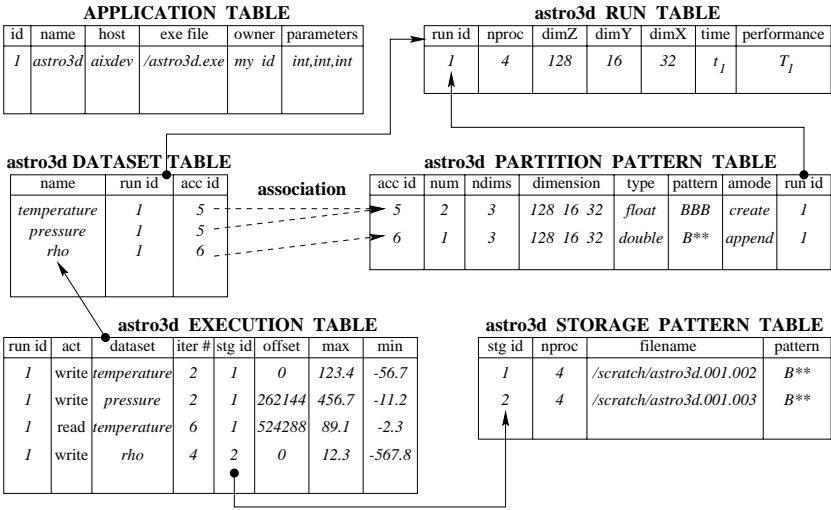 APPLICATION TABLE
id name host exe file owner parameters
1 astro3d aixdev /astro3d.exe my id int,int,int
astro3d RUN TABLE
run id nproc dimZ dimY dimX time performance
1 4 128 16 32 t1 T1
astro3d DATASET TABLE
name run id acc id
temperature 1 5
pressure 1 5
rho 1 6
association
astro3d PARTITION PATTERN TABLE
acc id num ndims dimension type pattern amode run id
5 2 3 128 16 32 float BBB create 1
6 1 3 128 16 32 double B** append 1
astro3d EXECUTION TABLE
run id act dataset iter # stg id offset max min
1 write temperature 2 1 0 123.4 -56.7
1 write pressure 2 1 262144 456.7 -11.2
1 read temperature 6 1 524288 89.1 -2.3
1 write rho 4 2 0 12.3 -567.8
astro3d STORAGE PATTERN TABLE
stg id nproc filename pattern
1 4 /scratch/astro3d.001.002 B**
2 4 /scratch/astro3d.001.003 B**